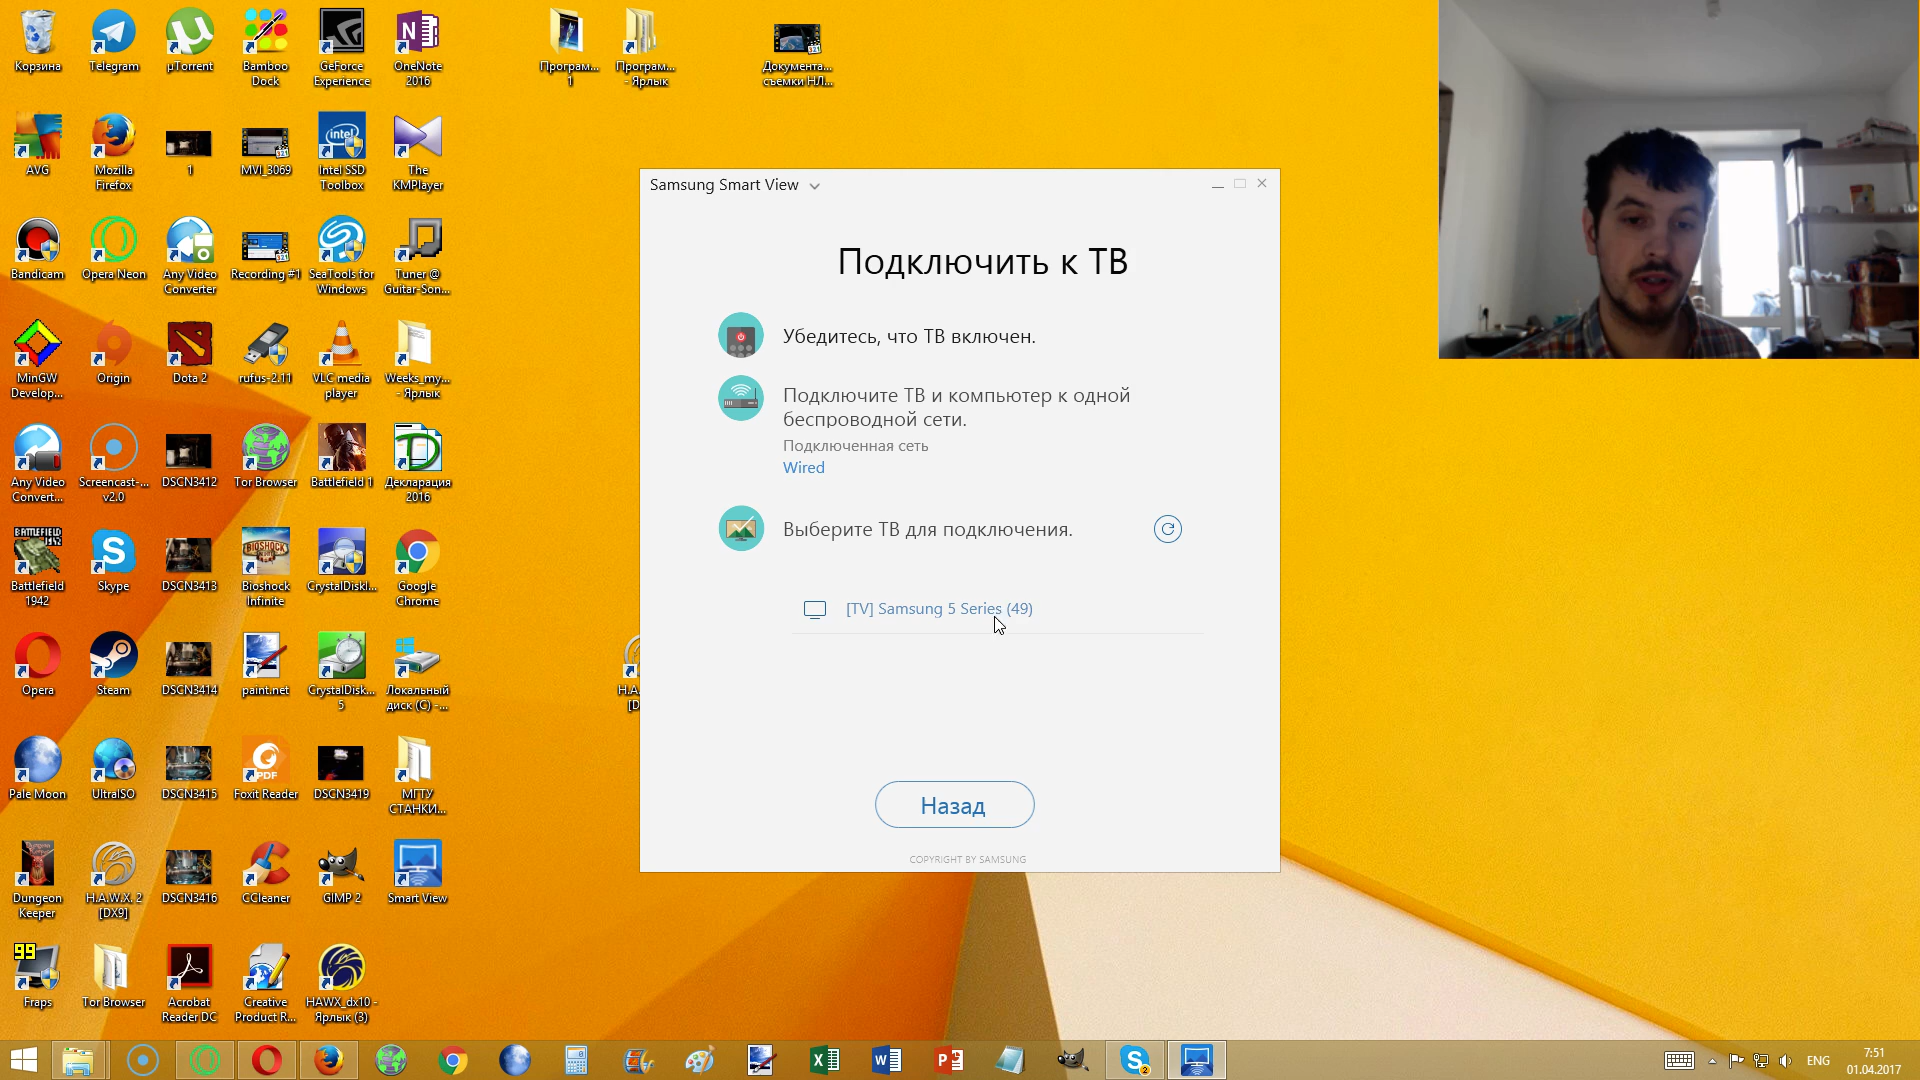 Корзина
Telegram
µTorrent
Bamboo
Dock
GeForce
Experience
OneNote
2016
Програм...
1
Програм...
- Ярлык
Документа...
съемки НЛ...
AVG
Mozilla
Firefox
1
MVI_3069
intel
Intel SSD
Toolbox
The
KMPlayer
Bandicam
Opera Neon
Any Video
Converter
Recording #1
SeaTools for
Windows
Tuner @
Guitar-Son...
MinGW
Develop...
Origin
Dota 2
rufus-2.11
VLC media
player
Weeks_my...
- Ярлык
Any Video
Convert...
Screencast-...
v2.0
DSCN3412
Tor Browser
Battlefield 1
Декларация
2016
Battlefield
1942
Skype
DSCN3413
BIOSHOCK
Bioshock
Infinite
CrystalDiskI...
Google
Chrome
Opera
Steam
DSCN3414
paint.net
CrystalDisk...
5
Локальный
диск (C) -...
Pale Moon
UltraISO
DSCN3415
PDF
Foxit Reader
DSCN3419
МГТУ
СТАНКИ...
Dungeon
Keeper
H.A.W.X. 2
[DX9]
DSCN3416
CCleaner
GIMP 2
Smart View
99
Fraps
Tor Browser
Acrobat
Reader DC
Creative
Product R...
HAWX_dx10 -
Ярлык (3)
Samsung Smart View
Подключить к ТВ
Убедитесь, что ТВ включен.
Подключите ТВ и компьютер к одной
беспроводной сети.
Подключенная сеть
Wired
Выберите ТВ для подключения.
[TV] Samsung 5 Series (49)
Назад
COPYRIGHT BY SAMSUNG
ENG
7:51
01.04.2017